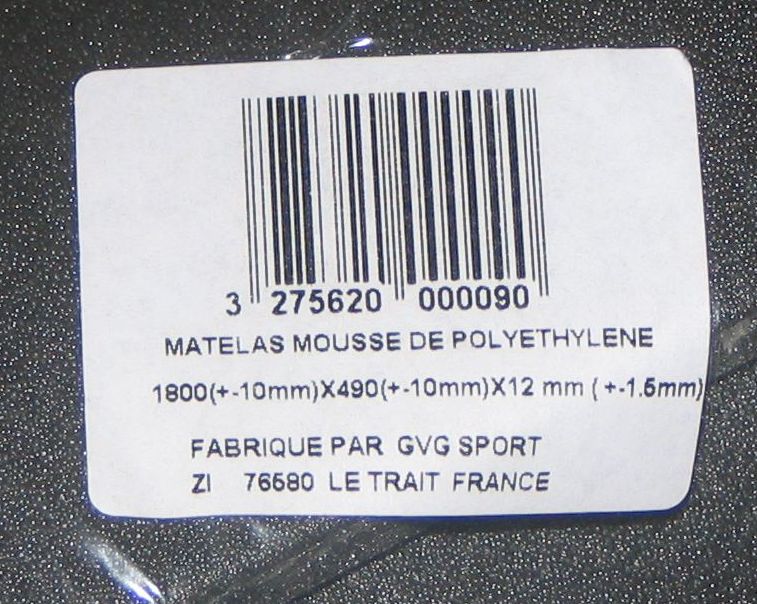 3 275620 000090
MATELAS MOUSSE DE POLYETHYLENE
1800(+-10mm)X490(+-10mm)X12 mm ( +-1.5mm)
FABRIQUE PAR GVG SPORT
ZI 76580 LE TRAIT FRANCE